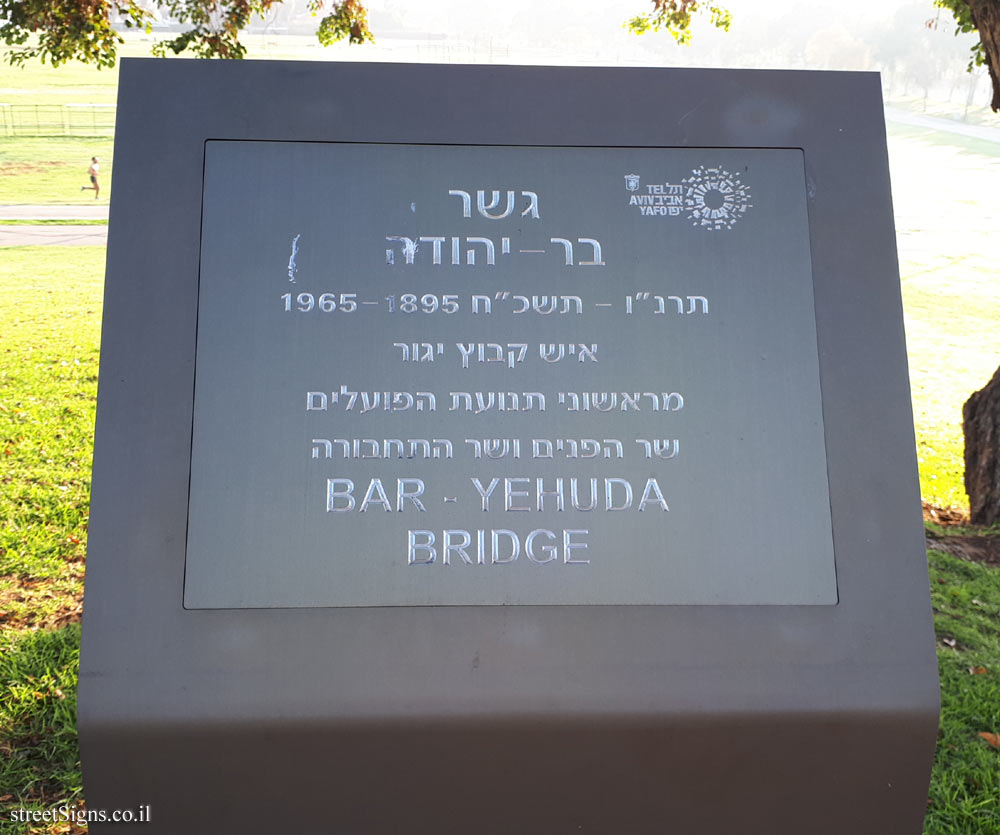 גשר
בר-יהודה
תרנ"ו - תשכ"ח 1895-1965
איש קבוץ יגור
מראשוני תנועת הפועלים
שר הפנים ושר התחבורה
BAR - YEHUDA
BRIDGE
TEL תל
AVIV אביב
YAFO יפו
streetSigns.co.il